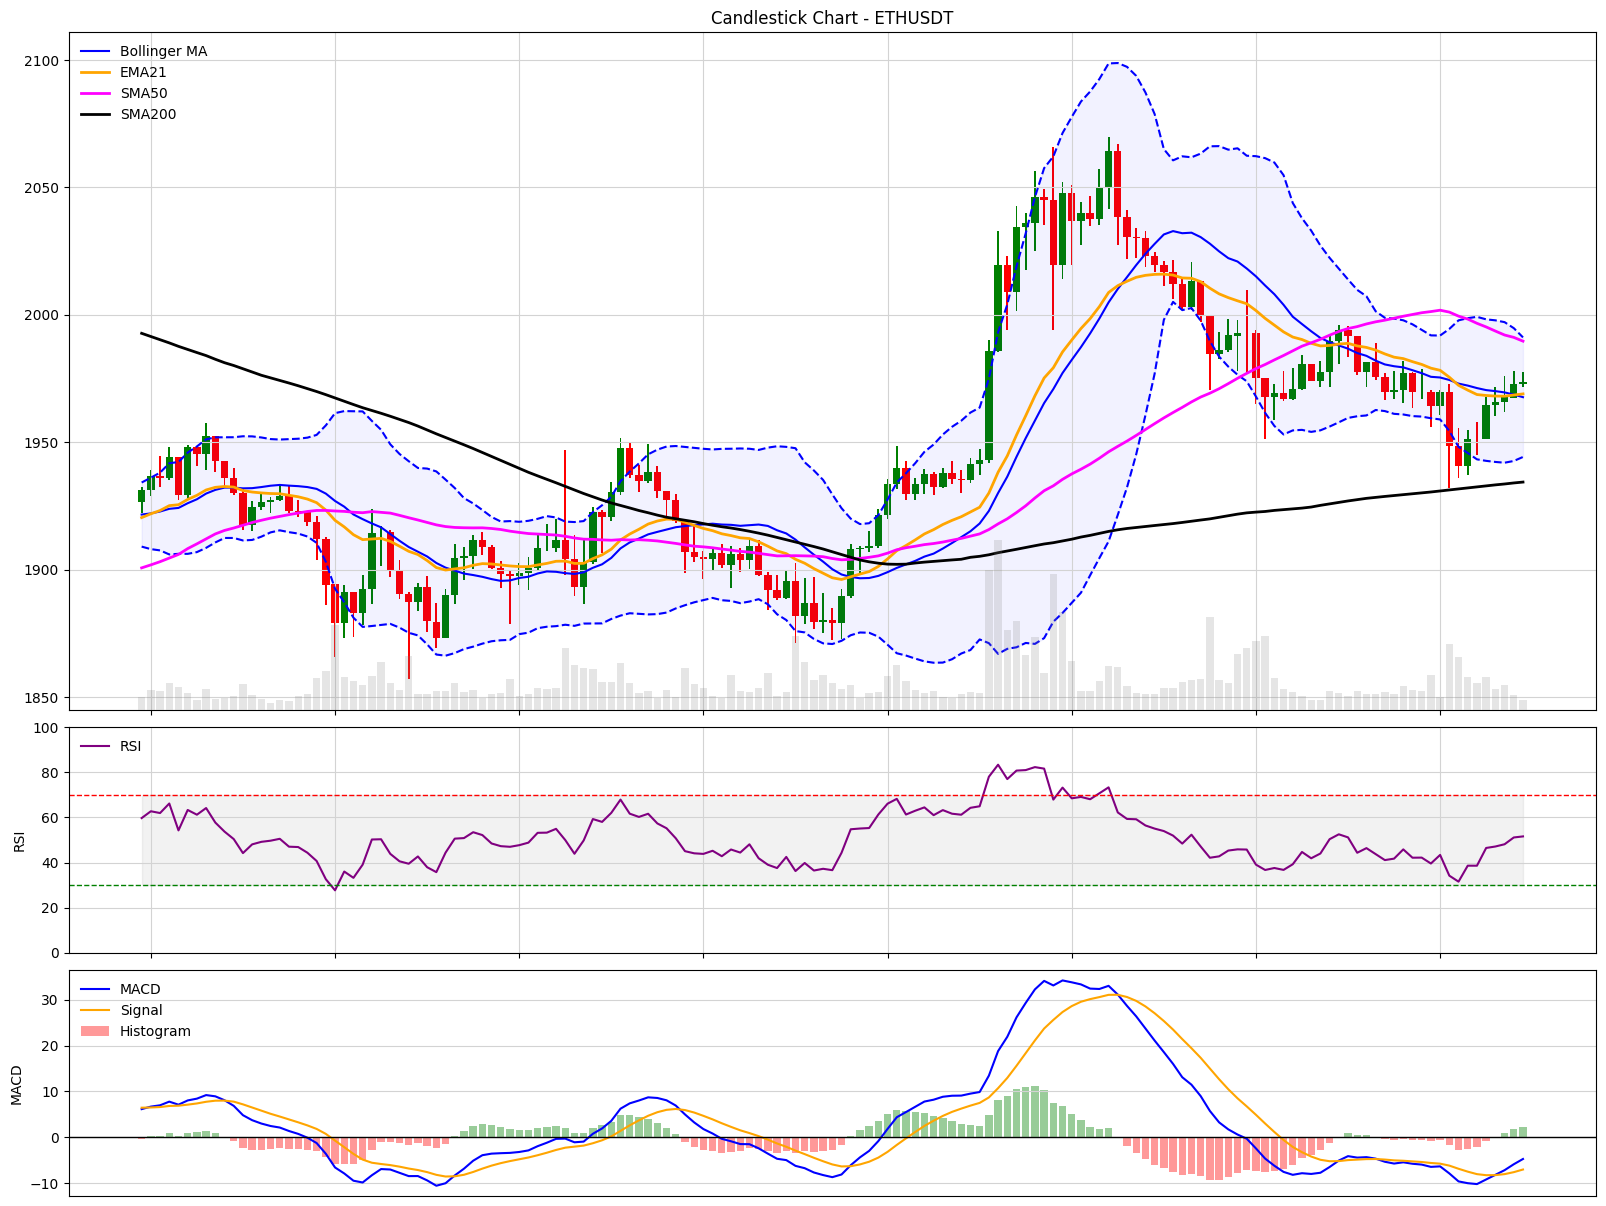 Candlestick Chart - ETHUSDT
Bollinger MA
EMA21
SMA50
SMA200
2100
2050
2000
1950
1900
1850
RSI
100
80
60
40
20
0
RSI
MACD
Signal
Histogram
30
20
10
0
−10
MACD